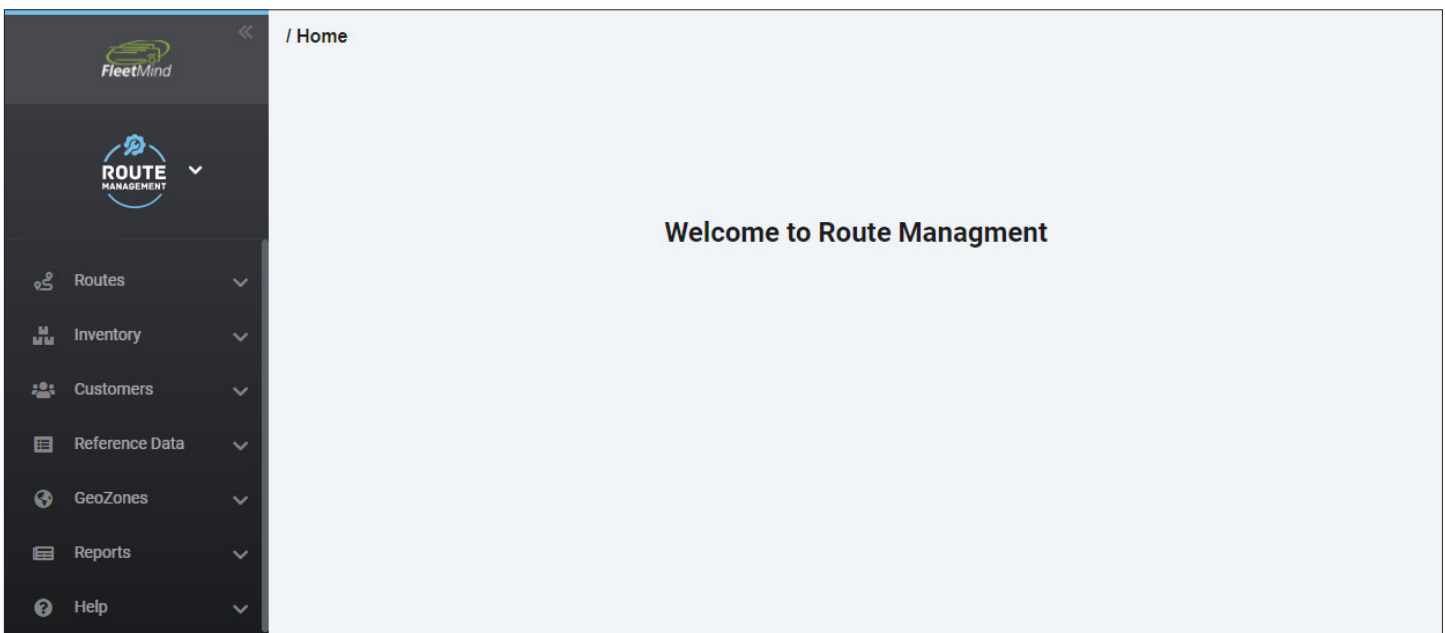 FleetMind
/ Home
ROUTE
MANAGEMENT
Welcome to Route Managment
Routes
Inventory
Customers
Reference Data
GeoZones
Reports
Help